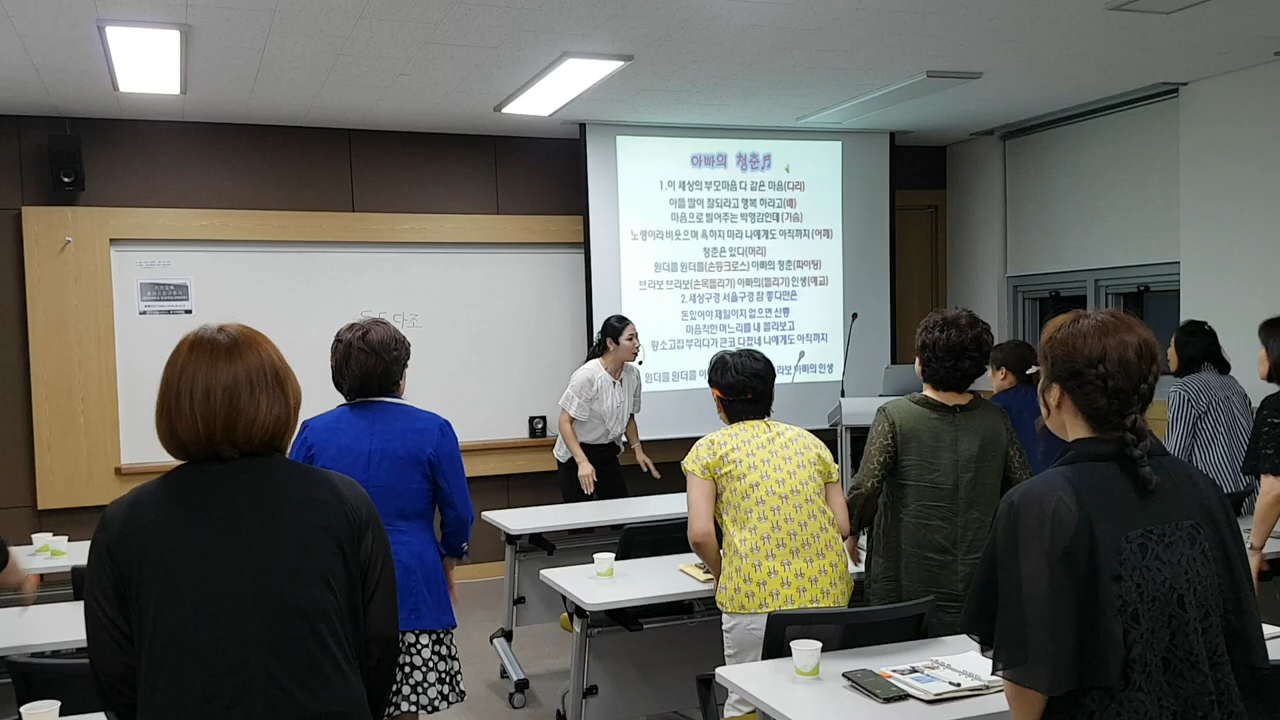 아빠의 청춘♬
1.이 세상의 부모마음 다 같은 마음(다리)
아들 딸이 잘되라고 행복 하라고(배)
마음으로 빌어주는 박영감인데 (가슴)
노랭이라 비웃으며 욕하지 마라 나에게도 아직까지 (어깨)
청춘은 있다(머리)
원더풀 원더풀(손등크로스) 아빠의 청춘(파이팅)
브라보 브라보(손목돌리기) 아빠의(돌리기) 인생(애교)
2.세상구경 서울구경 참 좋다만은
돈있어야 제일이지 없으면 산통
마음착한 며느리를 내 몰라보고
황소고집 부리다가 큰코 다쳤네 나에게도 아직까지
원더풀 원더풀 아 라보 아빠의 인생